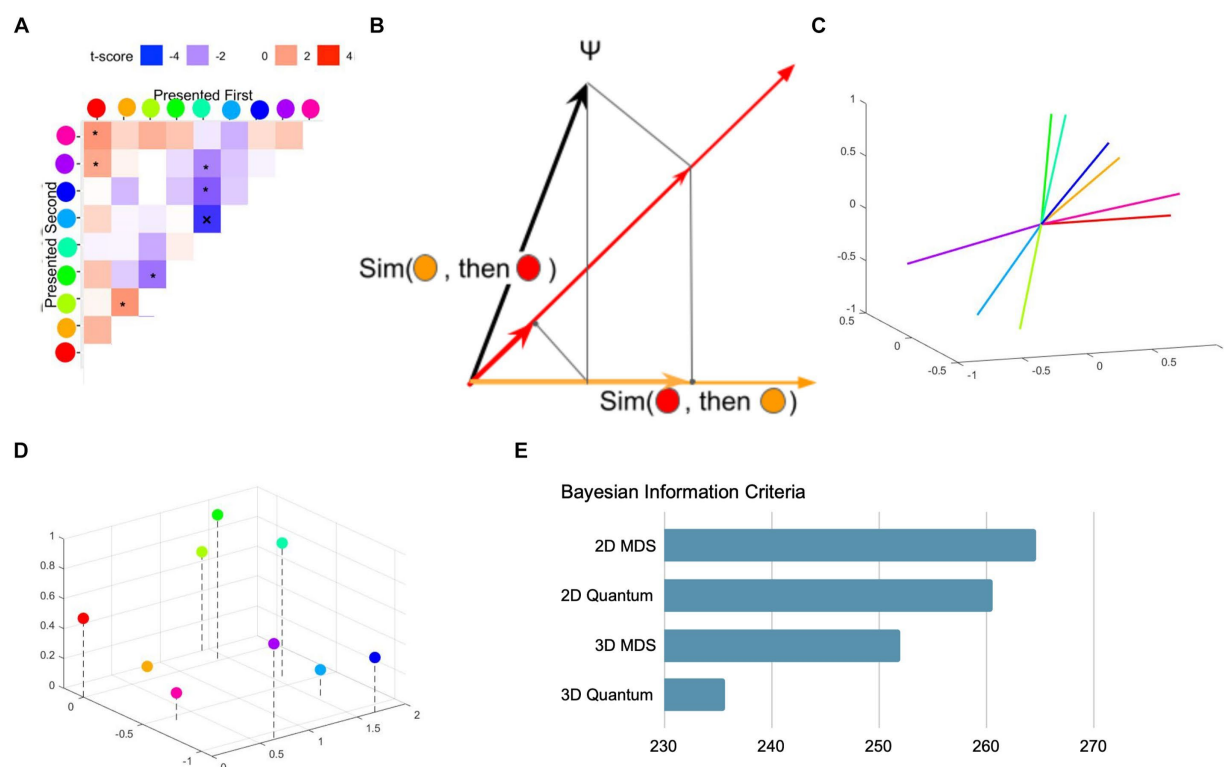 A
t-score -4 -2 0 2 4
Presented First
Presented Second
* 
* *
*
×
*
*
B
Ψ
Sim( , then )
Sim( , then )
C
1
0.5
0
-0.5
-1
0.5
0
-0.5
-1
-0.5
0
0.5
D
1
0.8
0.6
0.4
0.2
0
0
-0.5
-1
0
0.5
1
1.5
2
E
Bayesian Information Criteria
2D MDS
2D Quantum
3D MDS
3D Quantum
230 240 250 260 270